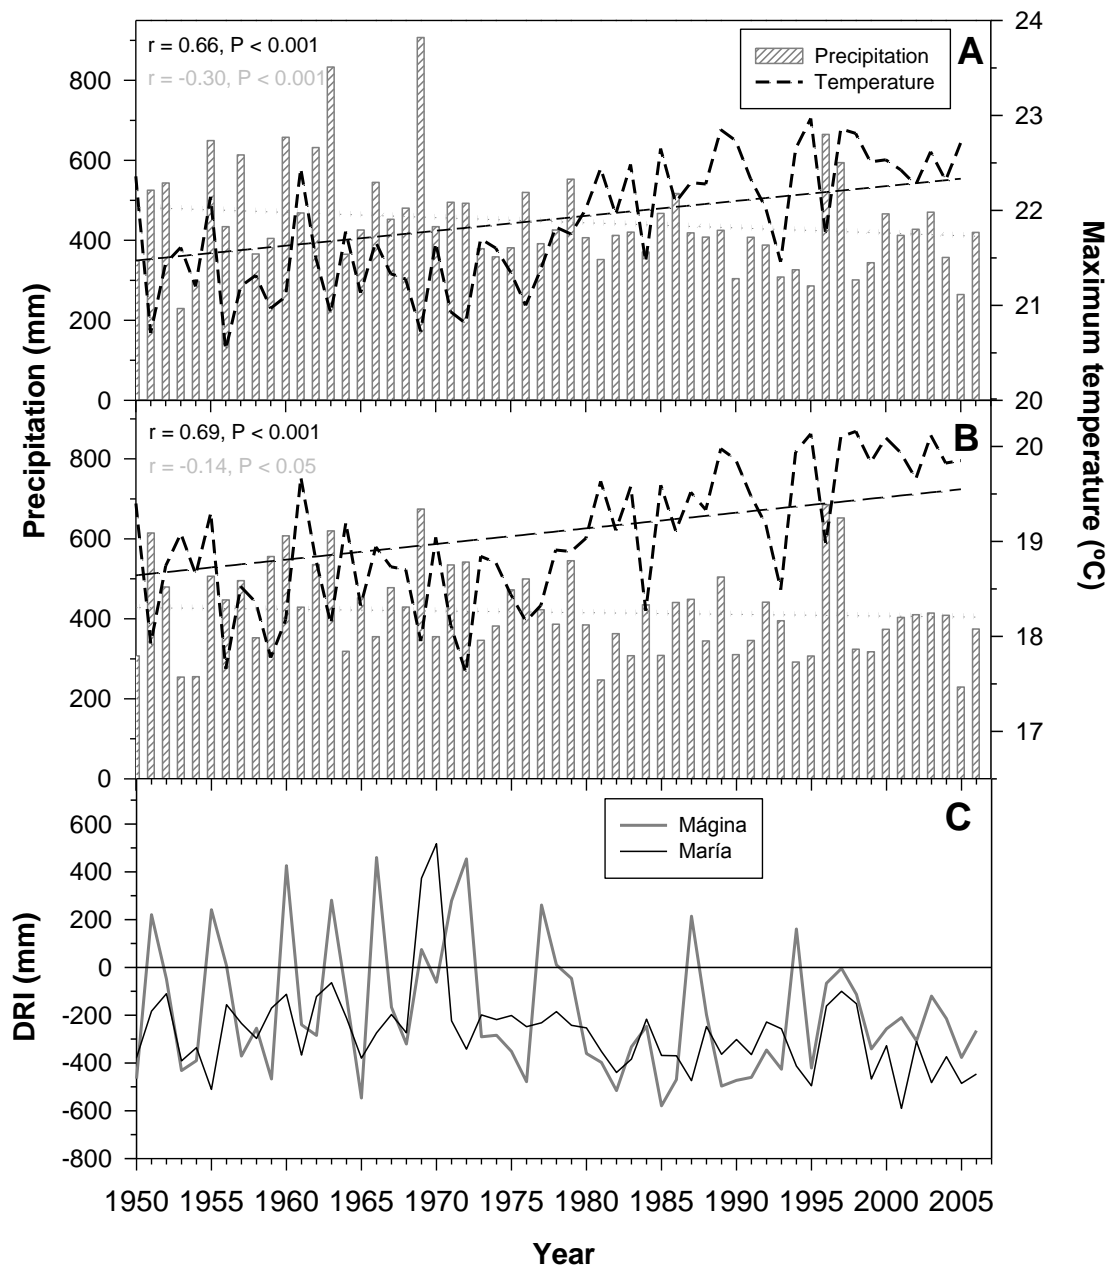 r = 0.66, P < 0.001
r = -0.30, P < 0.001
Precipitation
Temperature
A
800
600
400
200
0
24
23
22
21
20
r = 0.69, P < 0.001
r = -0.14, P < 0.05
B
800
600
400
200
0
20
19
18
17
Precipitation (mm)
Maximum temperature (ºC)
Mágina
María
C
600
400
200
0
-200
-400
-600
-800
DRI (mm)
1950 1955 1960 1965 1970 1975 1980 1985 1990 1995 2000 2005
Year